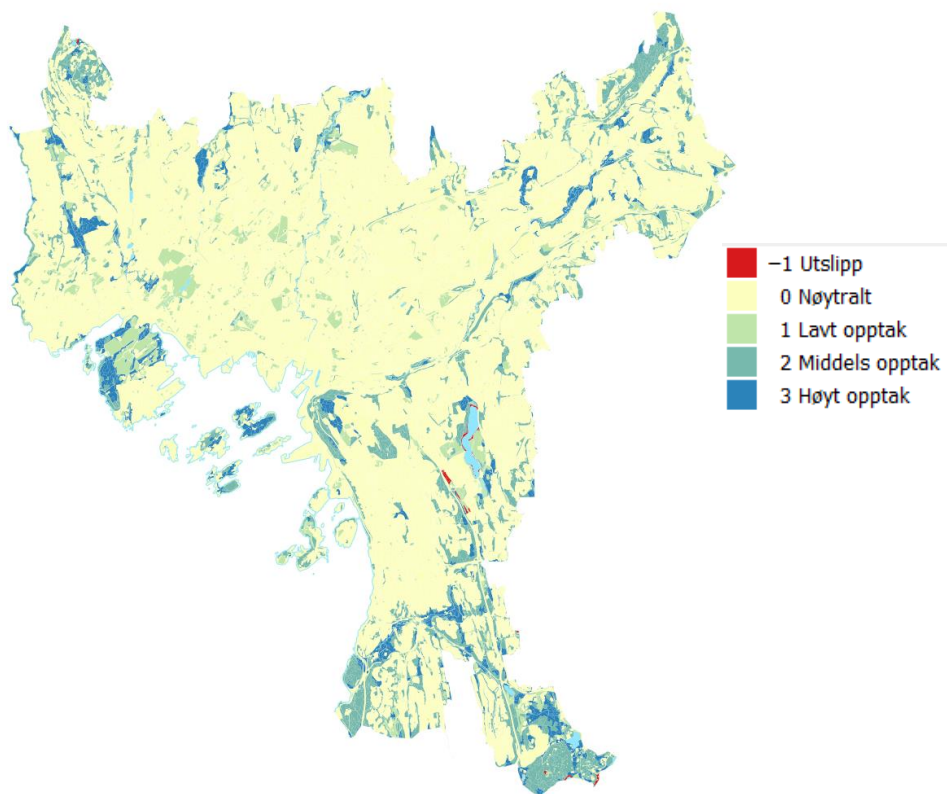 −1 Utslipp
0 Nøytralt
1 Lavt opptak
2 Middels opptak
3 Høyt opptak